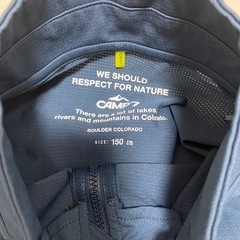 WE SHOULD
RESPECT FOR NATURE
CAMP7
There are a lot of lakes,
rivers and mountains in Colorado.
BOULDER COLORADO
SIZE: 150 cm